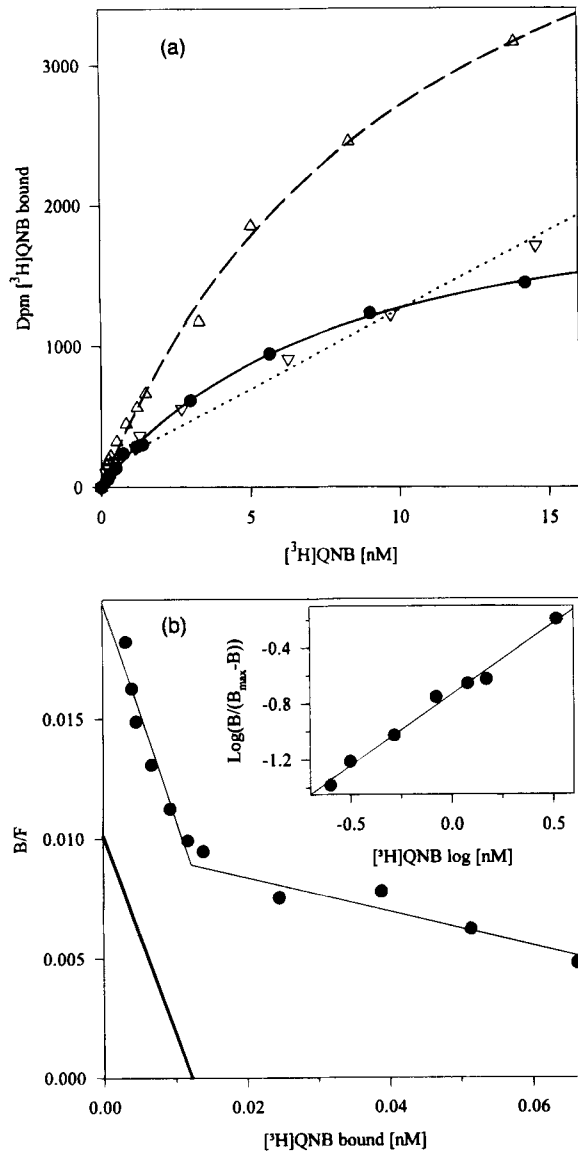 (a)
3000
2000
1000
0
Dpm [³H]QNB bound
0 5 10 15
[³H]QNB [nM]
(b)
0.015
0.010
0.005
0.000
B/F
-0.4
-0.8
-1.2
Log(B/(Bmax-B))
-0.5 0.0 0.5
[³H]QNB log [nM]
0.00 0.02 0.04 0.06
[³H]QNB bound [nM]